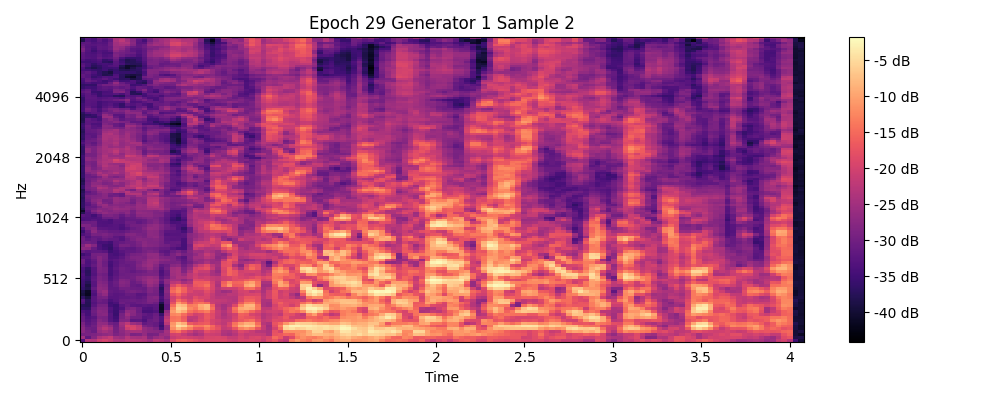 Epoch 29 Generator 1 Sample 2
Hz
4096
2048
1024
512
0
0
0.5
1
1.5
2
2.5
3
3.5
4
Time
-5 dB
-10 dB
-15 dB
-20 dB
-25 dB
-30 dB
-35 dB
-40 dB